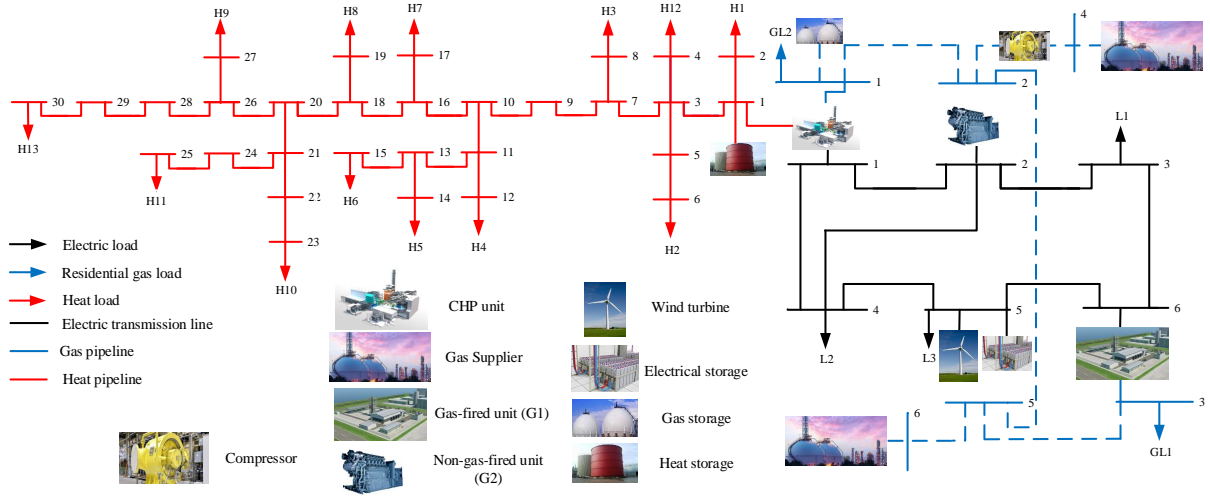 H9
H8
H7
H3
H12
H1
GL2
4
27
19
17
8
4
2
1
2
30
29
28
26
20
18
16
10
9
7
3
1
L1
H13
25
24
21
15
13
11
5
1
2
3
H11
22
H6
14
12
6
23
H5
H4
H2
H10
Electric load
Residential gas load
Heat load
Electric transmission line
Gas pipeline
Heat pipeline
CHP unit
Gas Supplier
Gas-fired unit (G1)
Non-gas-fired unit
(G2)
Compressor
Wind turbine
Electrical storage
Gas storage
Heat storage
4
5
6
L2
L3
6
5
3
GL1